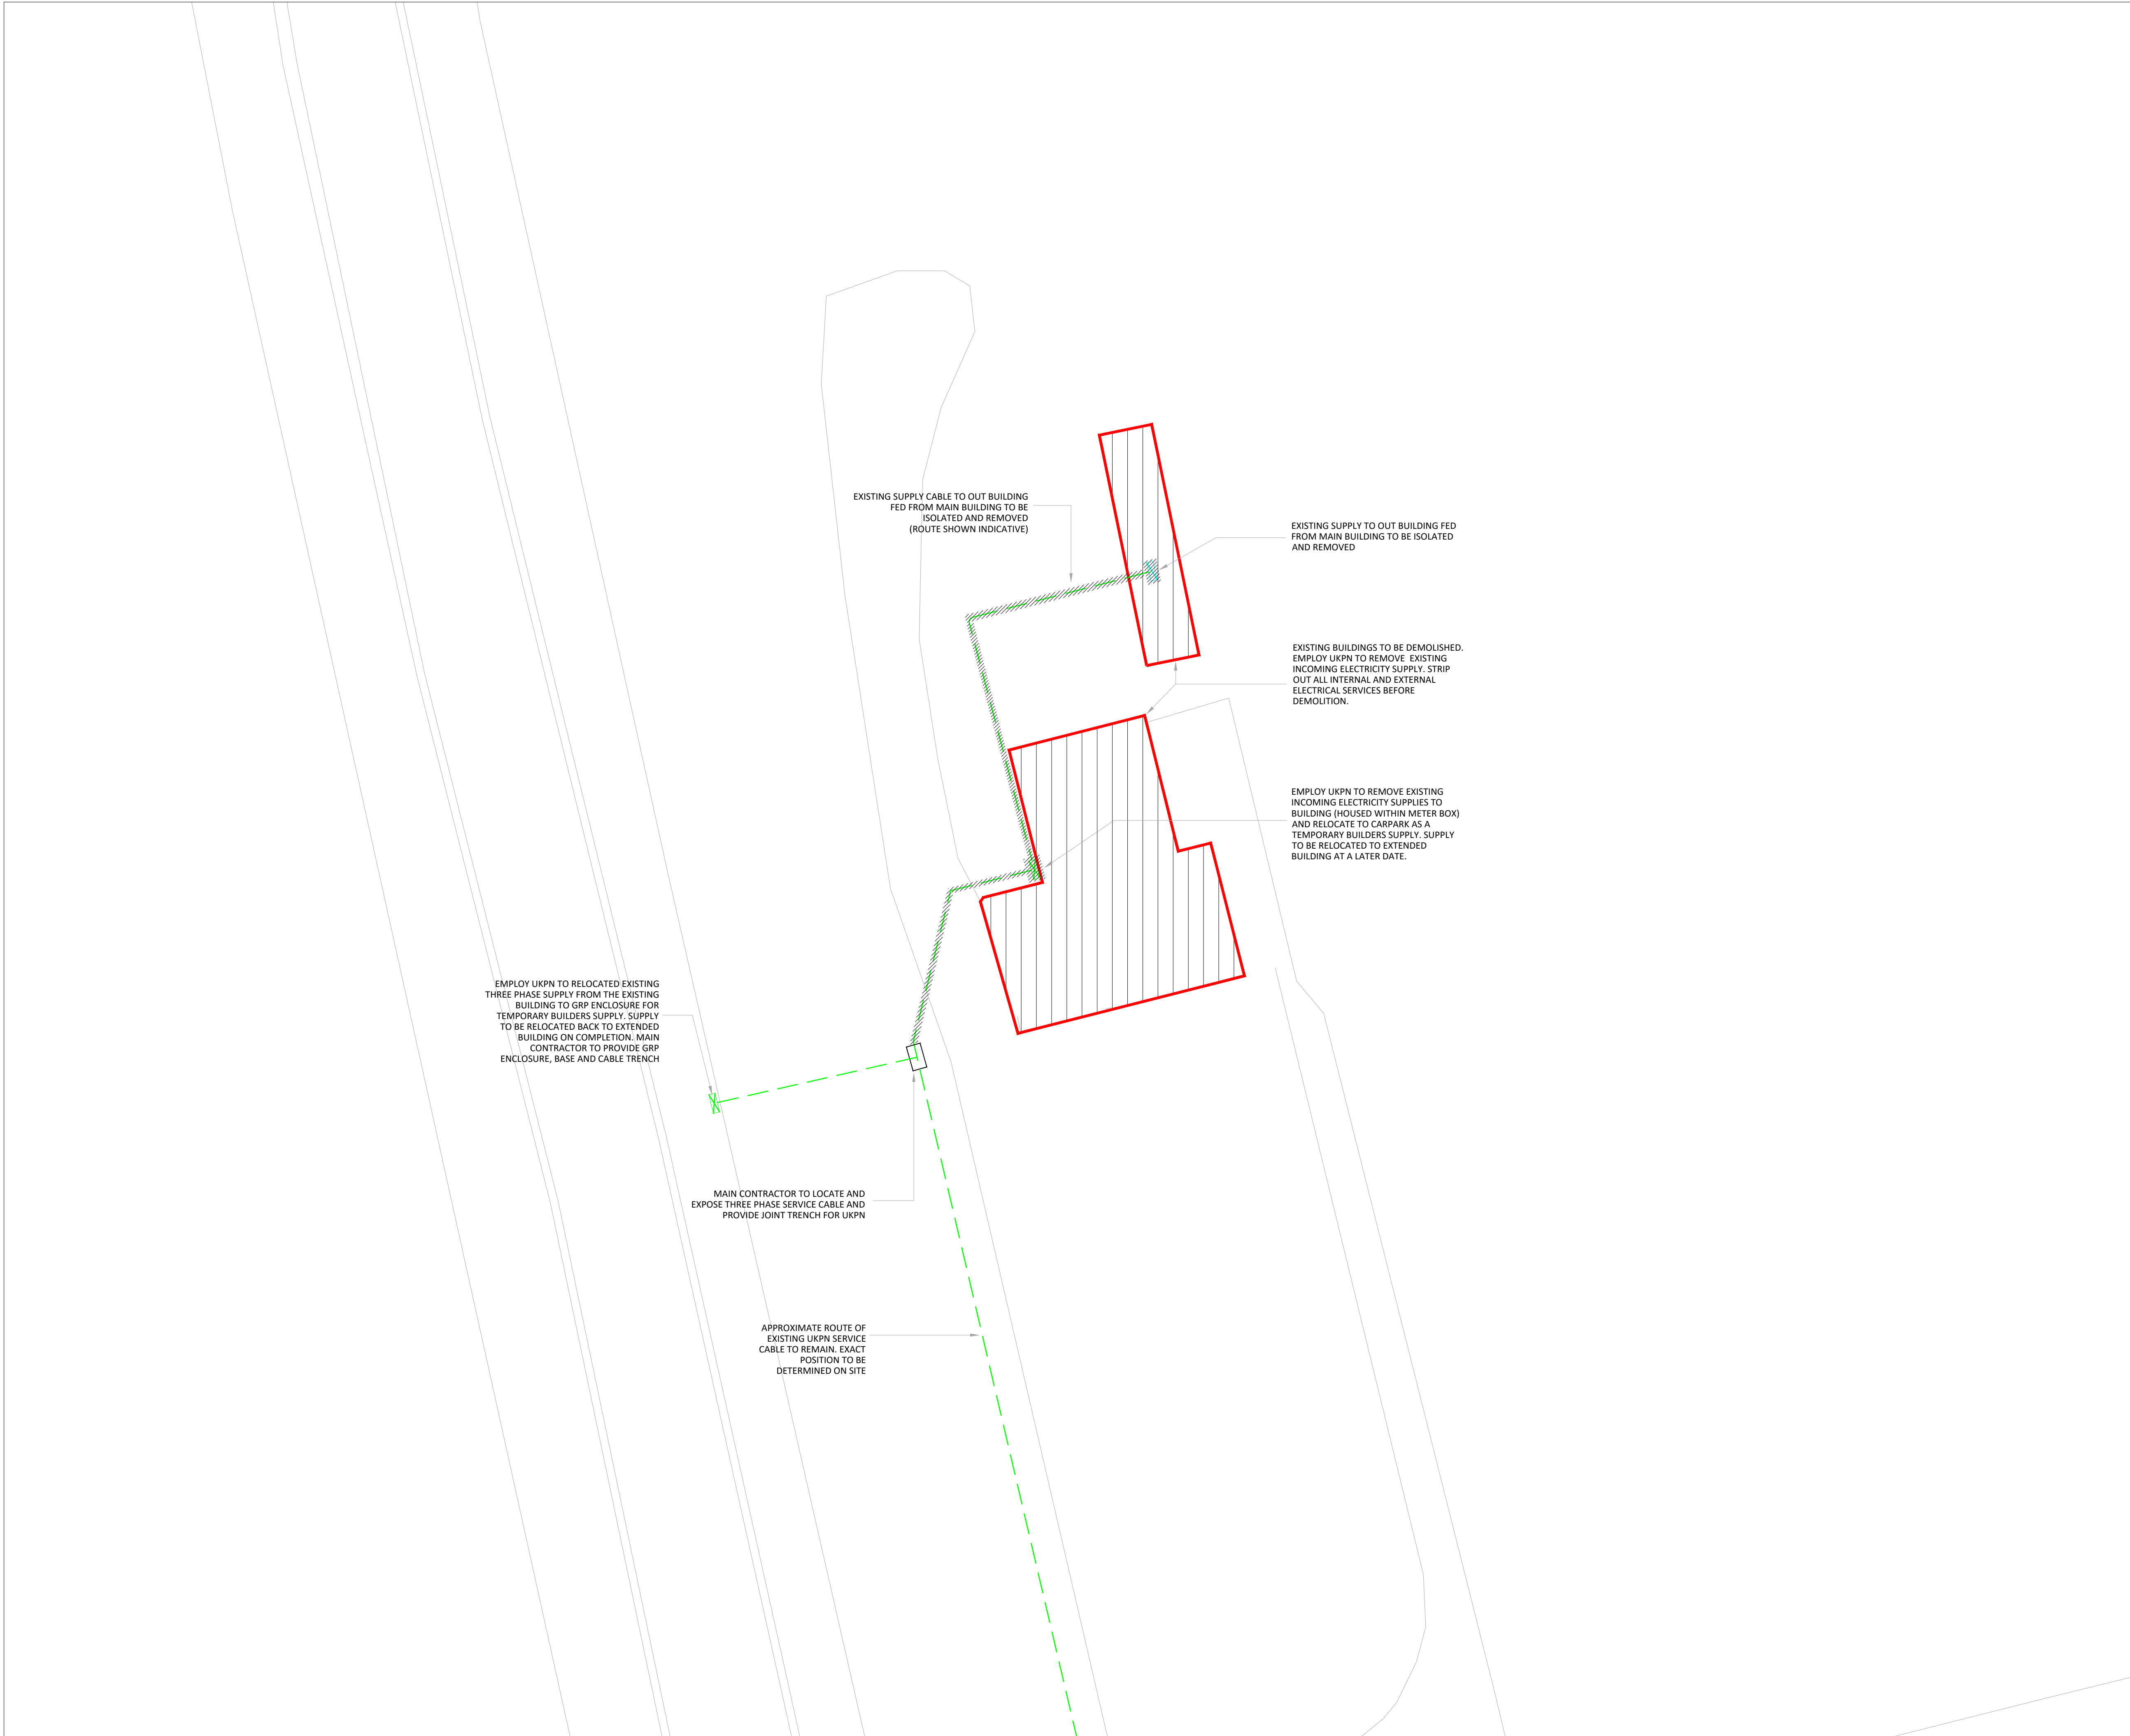 EXISTING SUPPLY CABLE TO OUT BUILDING
FED FROM MAIN BUILDING TO BE
ISOLATED AND REMOVED
(ROUTE SHOWN INDICATIVE)
EXISTING SUPPLY TO OUT BUILDING FED
FROM MAIN BUILDING TO BE ISOLATED
AND REMOVED
EXISTING BUILDINGS TO BE DEMOLISHED.
EMPLOY UKPN TO REMOVE EXISTING
INCOMING ELECTRICITY SUPPLY. STRIP
OUT ALL INTERNAL AND EXTERNAL
ELECTRICAL SERVICES BEFORE
DEMOLITION.
EMPLOY UKPN TO REMOVE EXISTING
INCOMING ELECTRICITY SUPPLIES TO
BUILDING (HOUSED WITHIN METER BOX)
AND RELOCATE TO CARPARK AS A
TEMPORARY BUILDERS SUPPLY. SUPPLY
TO BE RELOCATED TO EXTENDED
BUILDING AT A LATER DATE.
EMPLOY UKPN TO RELOCATED EXISTING
THREE PHASE SUPPLY FROM THE EXISTING
BUILDING TO GRP ENCLOSURE FOR
TEMPORARY BUILDERS SUPPLY. SUPPLY
TO BE RELOCATED BACK TO EXTENDED
BUILDING ON COMPLETION. MAIN
CONTRACTOR TO PROVIDE GRP
ENCLOSURE, BASE AND CABLE TRENCH
MAIN CONTRACTOR TO LOCATE AND
EXPOSE THREE PHASE SERVICE CABLE AND
PROVIDE JOINT TRENCH FOR UKPN
APPROXIMATE ROUTE OF
EXISTING UKPN SERVICE
CABLE TO REMAIN. EXACT
POSITION TO BE
DETERMINED ON SITE